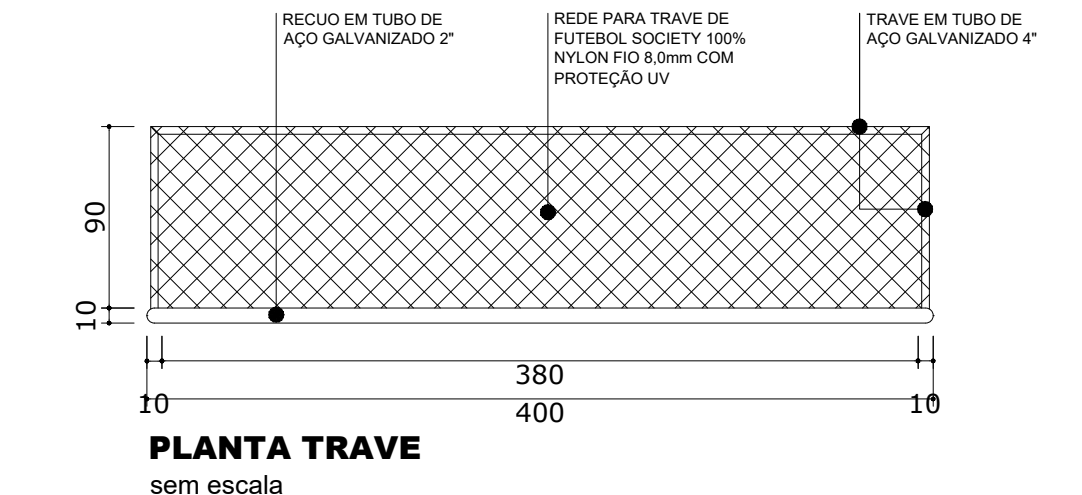 RECUO EM TUBO DE
AÇO GALVANIZADO 2"
REDE PARA TRAVE DE
FUTEBOL SOCIETY 100%
NYLON FIO 8,0mm COM
PROTEÇÃO UV
TRAVE EM TUBO DE
AÇO GALVANIZADO 4"
90
10
380
10
400
10
PLANTA TRAVE
sem escala